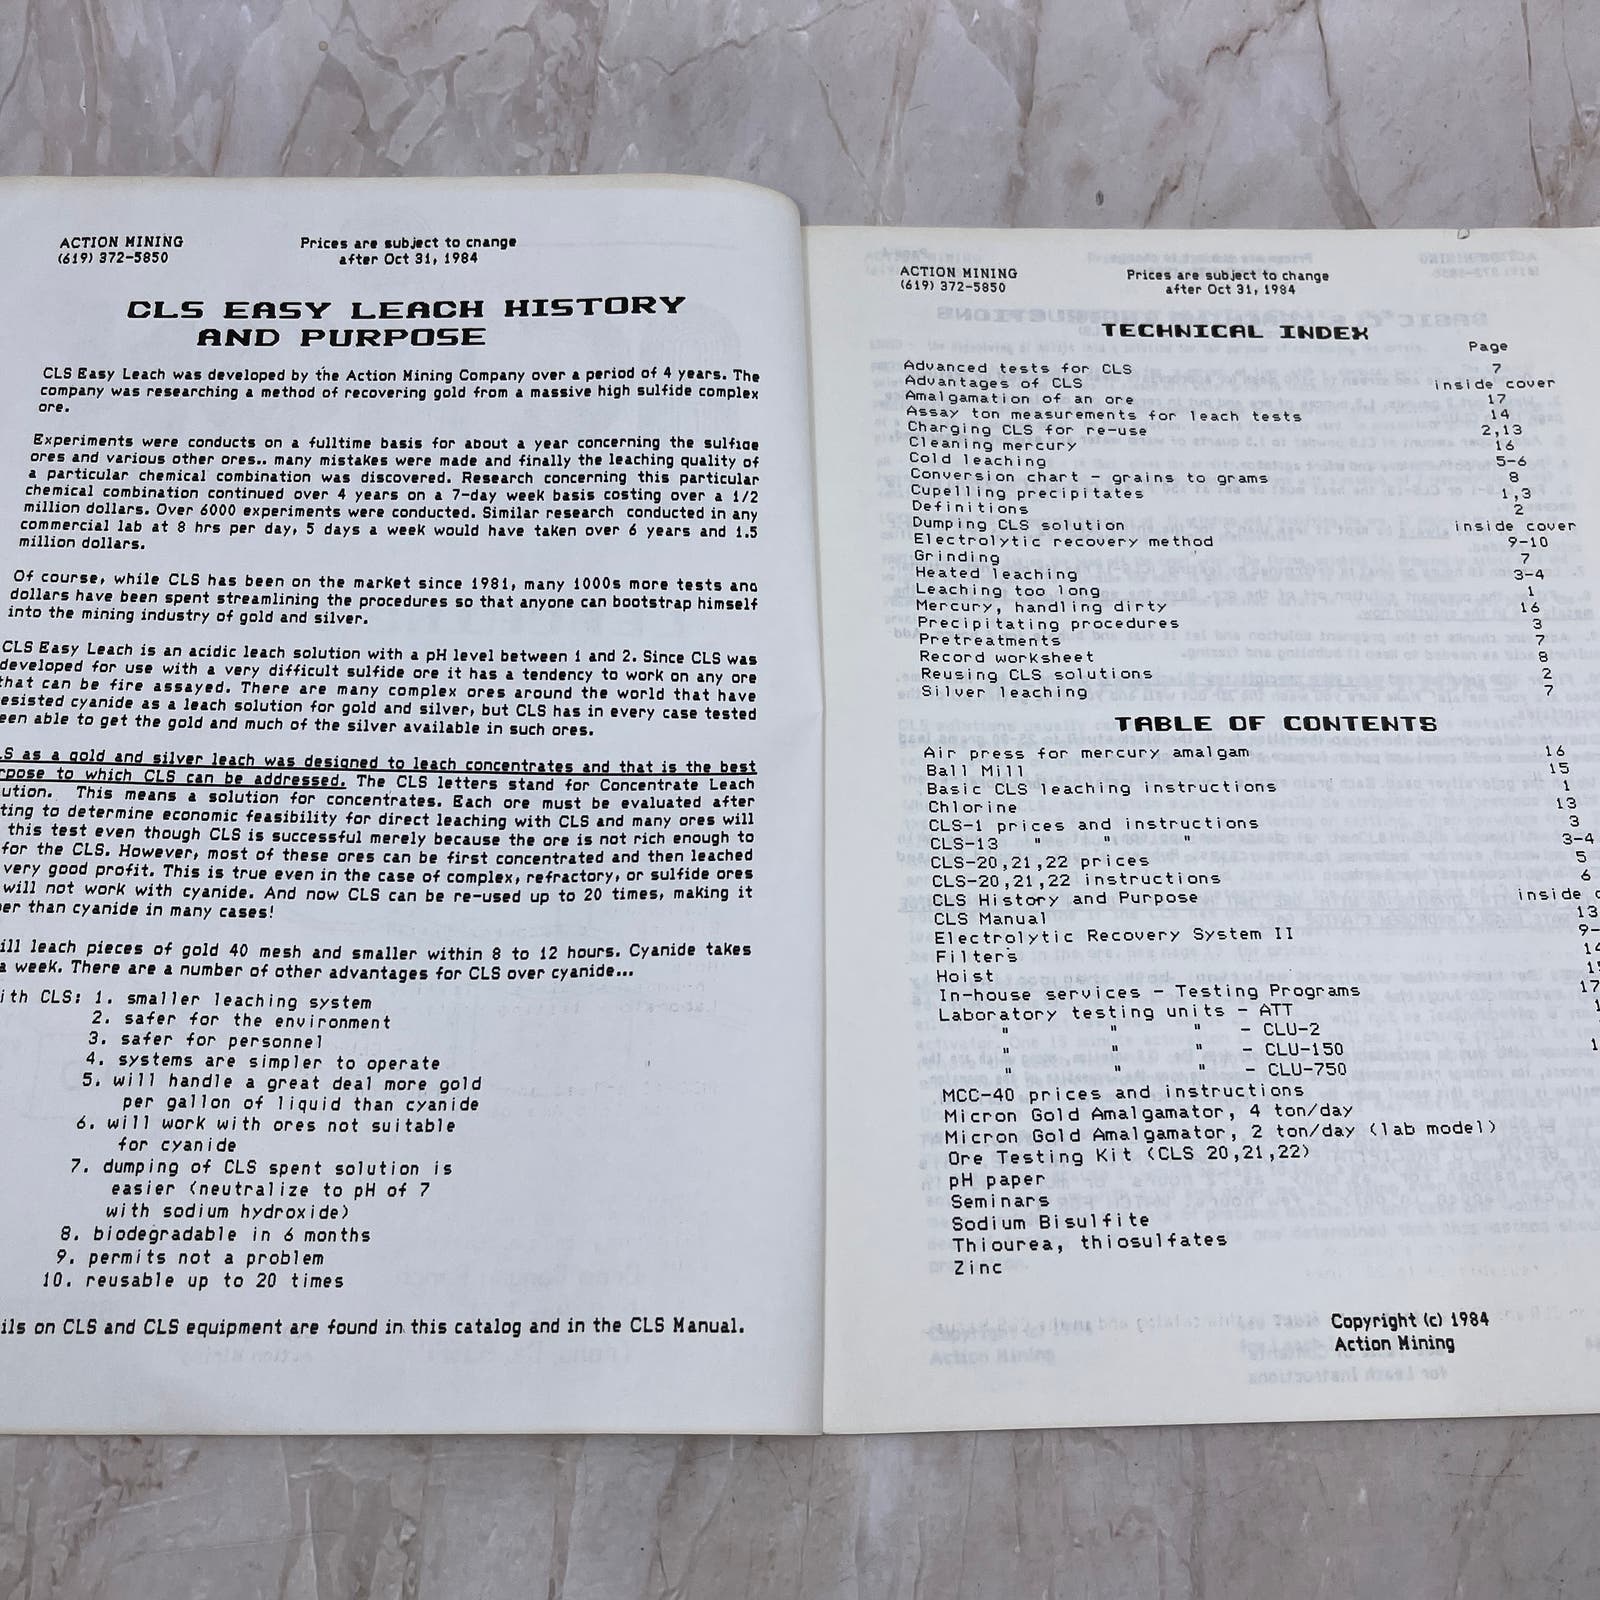 ACTION MINING
(619) 372-5850
Prices are subject to cnange
after Oct 31, 1984
CLS EASY LEACH HISTORY
AND PURPOSE
CLS Easy Leach was developed by the Action Mining Company over a period of 4 years. The
company was researching a method of recovering gold from a massive high sulfide complex
ore.
Experiments were conducts on a fulltime basis for about a year concerning the sulfide
ores and various other ores.. many mistakes were made and finally the leaching quality of
a particular chemical combination was discovered. Research concerning this particular
chemical combination continued over 4 years on a 7-day week basis costing over a 1/2
million dollars. Over 6000 experiments were conducted. Similar research conducted in any
commercial lab at 8 hrs per day, 5 days a week would have taken over 6 years and 1.5
million dollars.
Of course, while CLS has been on the market since 1981, many 1000s more tests and
dollars have been spent streamlining the procedures so that anyone can bootstrap himself
into the mining industry of gold and silver.
CLS Easy Leach is an acidic leach solution with a pH level between 1 and 2. Since CLS was
developed for use with a very difficult sulfide ore it has a tendency to work on any ore
that can be fire assayed. There are many complex ores around the world that have
esisted cyanide as a leach solution for gold and silver, but CLS has in every case tested
een able to get the gold and much of the silver available in such ores.
LS as a gold and silver leach was designed to leach concentrates and that is the best
rpose to which CLS can be addressed. The CLS letters stand for Concentrate Leach
ution. This means a solution for concentrates. Each ore must be evaluated after
ting to determine economic feasibility for direct leaching with CLS and many ores will
this test even though CLS is successful merely because the ore is not rich enough to
for the CLS. However, most of these ores can be first concentrated and then leached
very good profit. This is true even in the case of complex, refractory, or sulfide ores
will not work with cyanide. And now CLS can be re-used up to 20 times, making it
er than cyanide in many cases!
ill leach pieces of gold 40 mesh and smaller within 8 to 12 hours. Cyanide takes
a week. There are a number of other advantages for CLS over cyanide...
ith CLS: 1. smaller leaching system
2. safer for the environment
3. safer for personnel
4. systems are simpler to operate
5. will handle a great deal more gold
per gallon of liquid than cyanide
6. will work with ores not suitable
for cyanide
7. dumping of CLS spent solution is
easier (neutralize to pH of 7
with sodium hydroxide)
8. biodegradable in 6 months
9. permits not a problem
10. reusable up to 20 times
ils on CLS and CLS equipment are found in this catalog and in the CLS Manual.
ACTION MINING
(619) 372-5850
Prices are subject to change
after Oct 31, 1984
TECHNICAL INDEX
Page
Advanced tests for CLS 7
Advantages of CLS inside cover
Amalgamation of an ore 17
Assay ton measurements for leach tests 14
Charging CLS for re-use 2,13
Cleaning mercury 16
Cold leaching 5-6
Conversion chart - grains to grams 8
Cupelling precipitates 1,3
Definitions 2
Dumping CLS solution inside cover
Electrolytic recovery method 9-10
Grinding 7
Heated leaching 3-4
Leaching too long 1
Mercury, handling dirty 16
Precipitating procedures 3
Pretreatments 7
Record worksheet 8
Reusing CLS solutions 2
Silver leaching 7
TABLE OF CONTENTS
Air press for mercury amalgam 16
Ball Mill 15
Basic CLS leaching instructions 1
Chlorine 13
CLS-1 prices and instructions 3
CLS-13 " " " 3-4
CLS-20,21,22 prices 5
CLS-20,21,22 instructions 6
CLS History and Purpose inside c
CLS Manual 13
Electrolytic Recovery System II 9-
Filters 14
Hoist 15
In-house services - Testing Programs 17
Laboratory testing units - ATT 1
" " " - CLU-2
" " " - CLU-150 1
" " " - CLU-750
MCC-40 prices and instructions
Micron Gold Amalgamator, 4 ton/day
Micron Gold Amalgamator, 2 ton/day (lab model)
Ore Testing Kit (CLS 20,21,22)
pH paper
Seminars
Sodium Bisulfite
Thiourea, thiosulfates
Zinc
Copyright (c) 1984
Action Mining